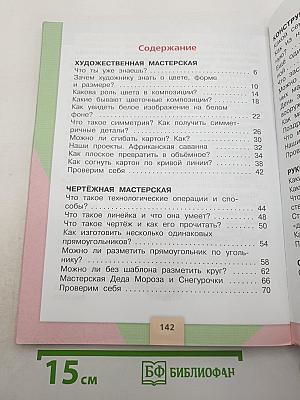 Содержание
ХУДОЖЕСТВЕННАЯ МАСТЕРСКАЯ
Что ты уже знаешь? 6
Зачем художнику знать о цвете, форме
и размере? 10
Какова роль цвета в композиции? 14
Какие бывают цветочные композиции? 18
Как увидеть белое изображение на белом
фоне? 22
Что такое симметрия? Как получить симмет-
ричные детали? 26
Можно ли сгибать картон? Как? 30
Наши проекты. Африканская саванна 34
Как плоское превратить в объёмное? 36
Как согнуть картон по кривой линии? 38
Проверим себя 42
ЧЕРТЁЖНАЯ МАСТЕРСКАЯ
Что такое технологические операции и спо-
собы? 44
Что такое линейка и что она умеет? 48
Что такое чертёж и как его прочитать? 50
Как изготовить несколько одинаковых
прямоугольников? 54
Можно ли разметить прямоугольник по уголь-
нику? 58
Можно ли без шаблона разметить круг? 62
Мастерская Деда Мороза и Снегурочки 66
Проверим себя 70
142
15 см
БФ БИБЛИОФАН